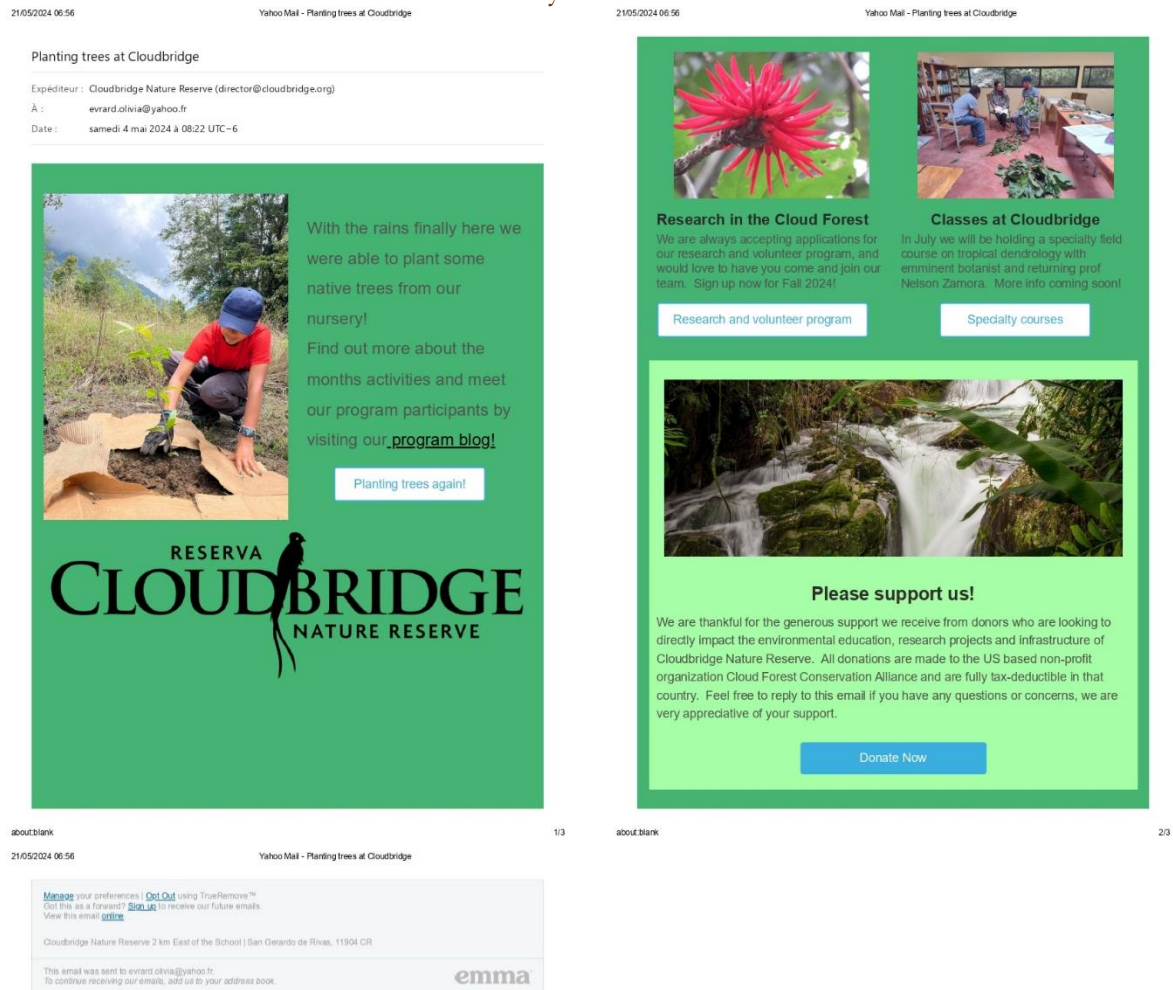 21/05/2024 06:56
Yahoo Mail - Planting trees at Cloudbridge
Planting trees at Cloudbridge
Expéditeur : Cloudbridge Nature Reserve (director@cloudbridge.org)
À : evrard.olivia@yahoo.fr
Date : samedi 4 mai 2024 à 08:22 UTC−6
With the rains finally here we
were able to plant some
native trees from our
nursery!
Find out more about the
months activities and meet
our program participants by
visiting our program blog!
Planting trees again!
RESERVA
CLOUDBRIDGE
NATURE RESERVE
about:blank
1/3
21/05/2024 06:56
Yahoo Mail - Planting trees at Cloudbridge
Research in the Cloud Forest
We are always accepting applications for
our research and volunteer program, and
would love to have you come and join our
team. Sign up now for Fall 2024!
Research and volunteer program
Classes at Cloudbridge
In July we will be holding a specialty field
course on tropical dendrology with
emminent botanist and returning prof
Nelson Zamora. More info coming soon!
Specialty courses
Please support us!
We are thankful for the generous support we receive from donors who are looking to
directly impact the environmental education, research projects and infrastructure of
Cloudbridge Nature Reserve. All donations are made to the US based non-profit
organization Cloud Forest Conservation Alliance and are fully tax-deductible in that
country. Feel free to reply to this email if you have any questions or concerns, we are
very appreciative of your support.
Donate Now
about:blank
2/3
21/05/2024 06:56
Yahoo Mail - Planting trees at Cloudbridge
Manage your preferences | Opt Out using TrueRemove™
Got this as a forward? Sign up to receive our future emails.
View this email online
Cloudbridge Nature Reserve 2 km East of the School | San Gerardo de Rivas, 11904 CR
This email was sent to evrard.olivia@yahoo.fr.
To continue receiving our emails, add us to your address book.
emma